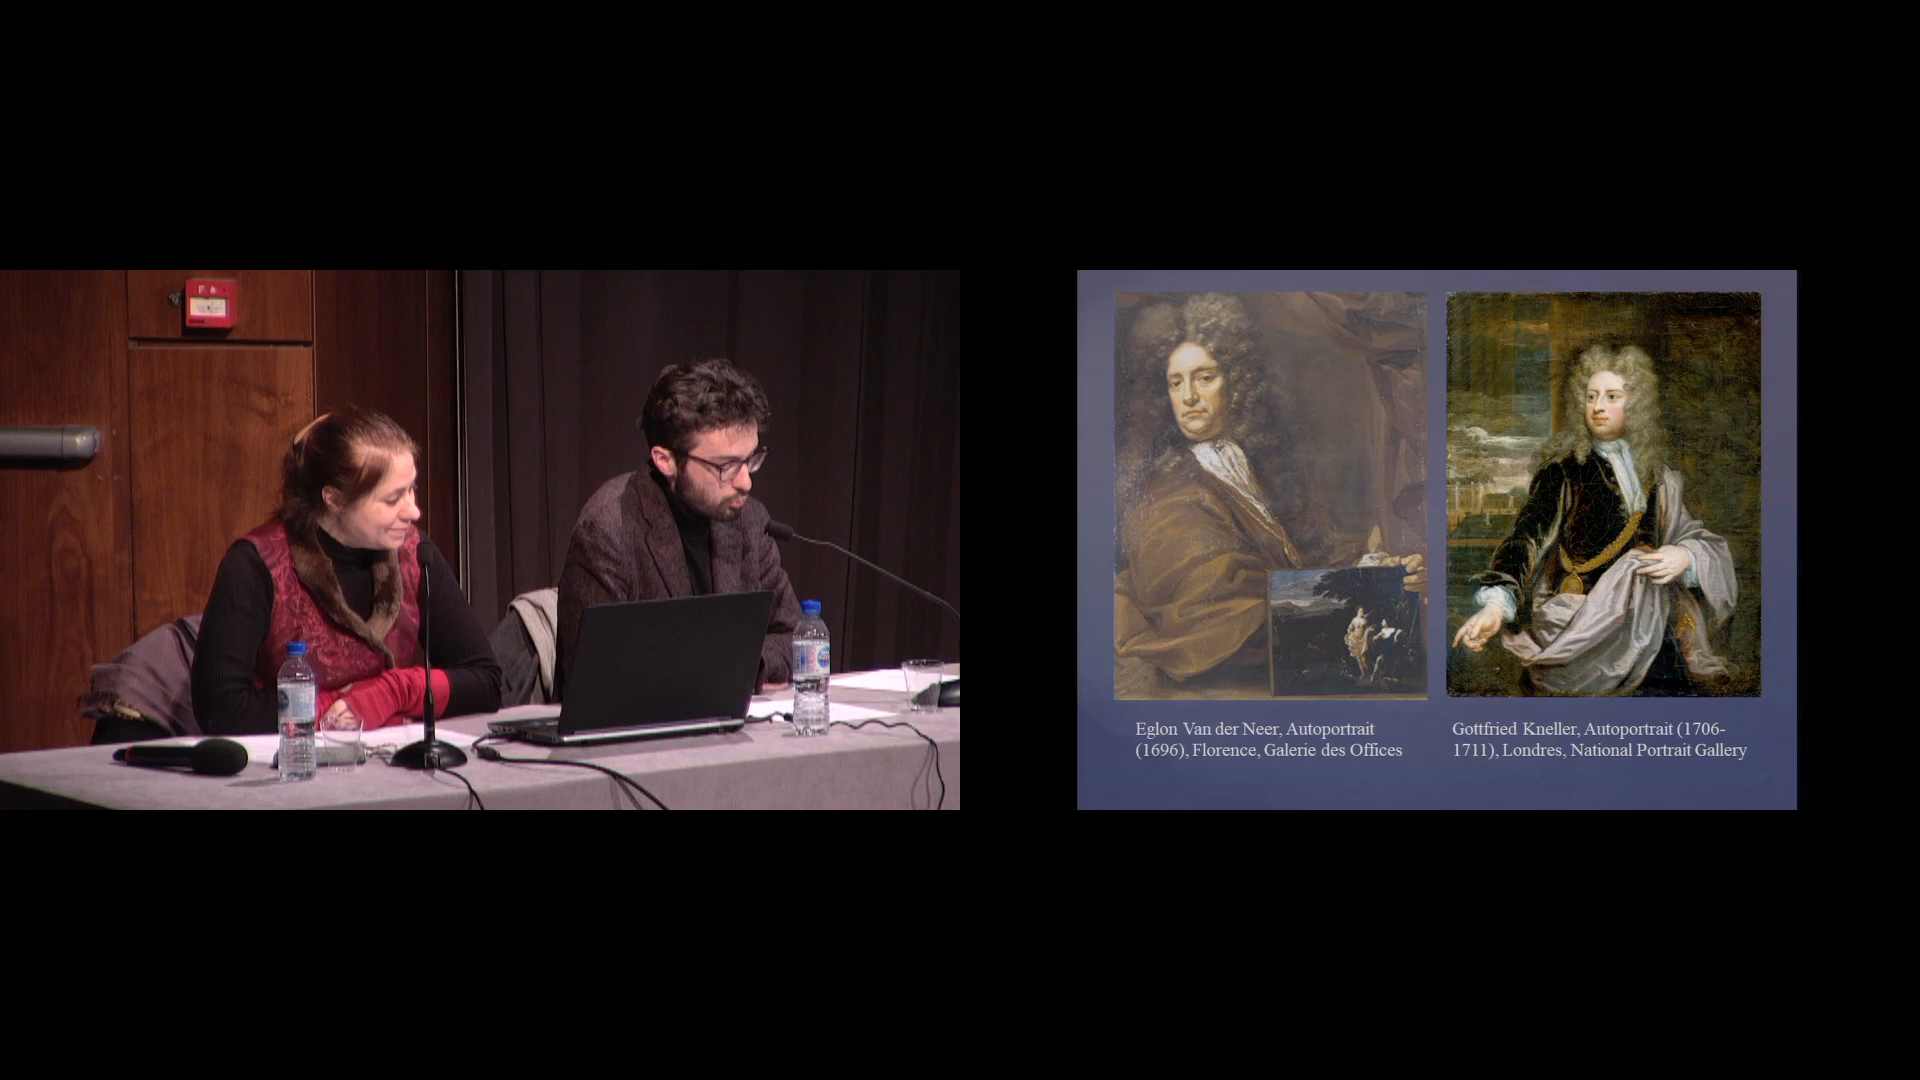 Eglon Van der Neer, Autoportrait
(1696), Florence, Galerie des Offices
Gottfried Kneller, Autoportrait (1706-
1711), Londres, National Portrait Gallery